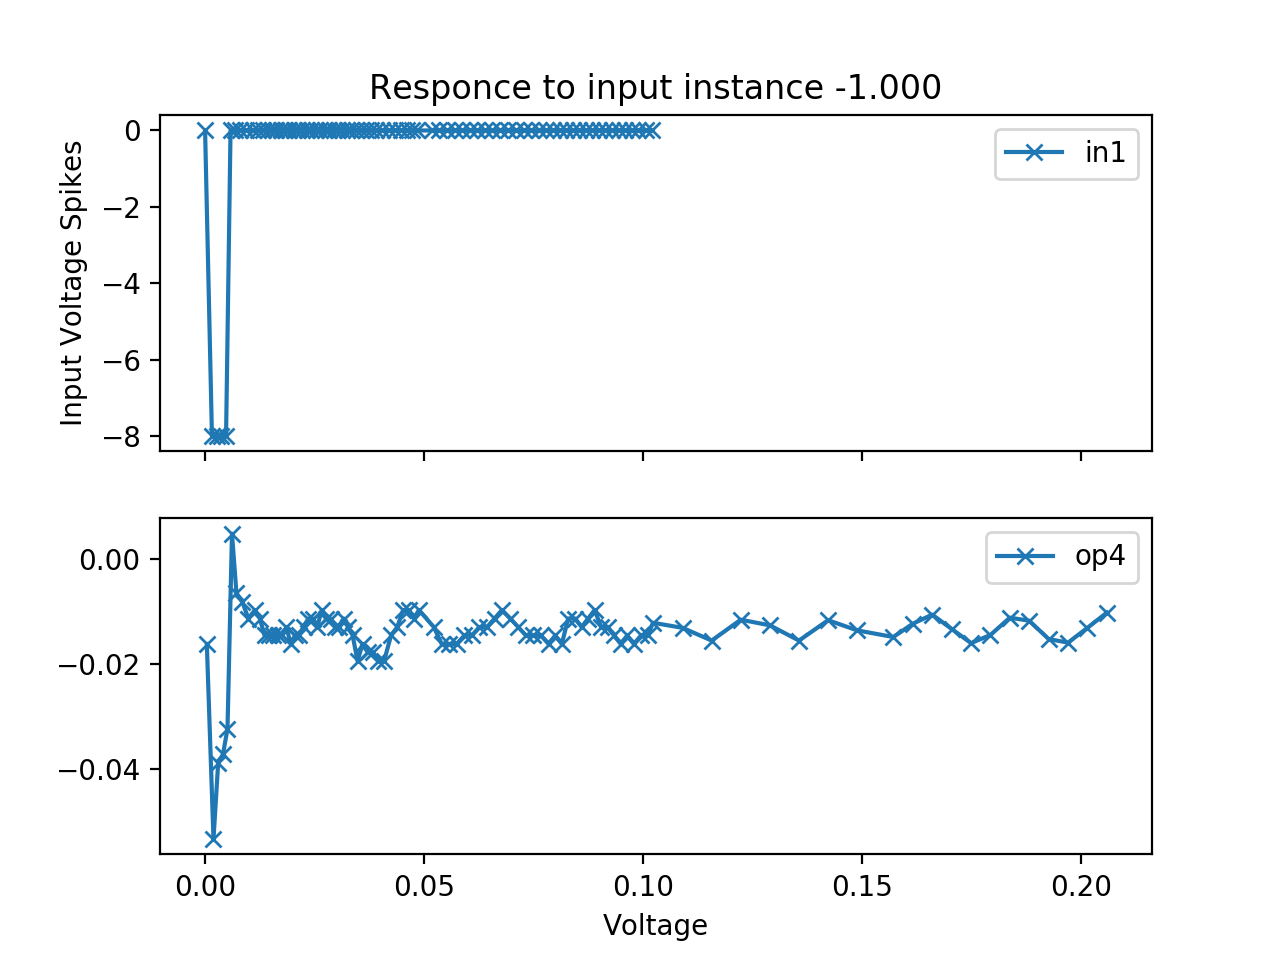 Responce to input instance -1.000
Input Voltage Spikes
0
−2
−4
−6
−8
in1
0.00
−0.02
−0.04
op4
0.00 0.05 0.10 0.15 0.20
Voltage